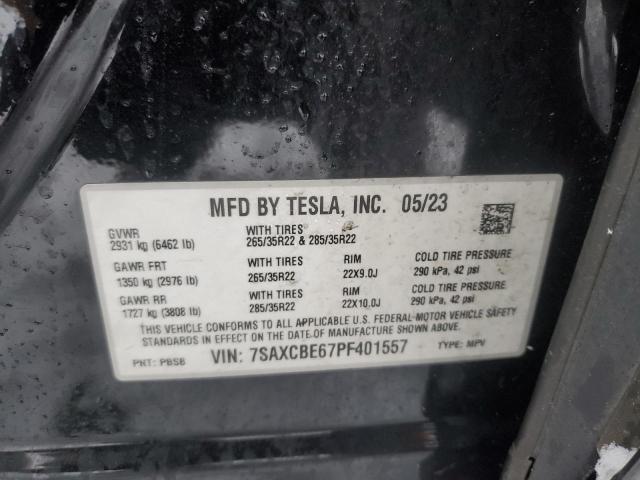 MFD BY TESLA, INC. 05/23
GVWR WITH TIRES
2931 kg (6462 lb) 265/35R22 & 285/35R22
GAWR FRT WITH TIRES RIM COLD TIRE PRESSURE
1350 kg (2976 lb) 265/35R22 22X9.0J 290 kPa, 42 psi
GAWR RR WITH TIRES RIM COLD TIRE PRESSURE
1727 kg (3808 lb) 285/35R22 22X10.0J 290 kPa, 42 psi
THIS VEHICLE CONFORMS TO ALL APPLICABLE U.S. FEDERAL MOTOR VEHICLE SAFETY
STANDARDS IN EFFECT ON THE DATE OF MANUFACTURE SHOWN ABOVE.
PNT: PBSB VIN: 7SAXCBE67PF401557 TYPE: MPV